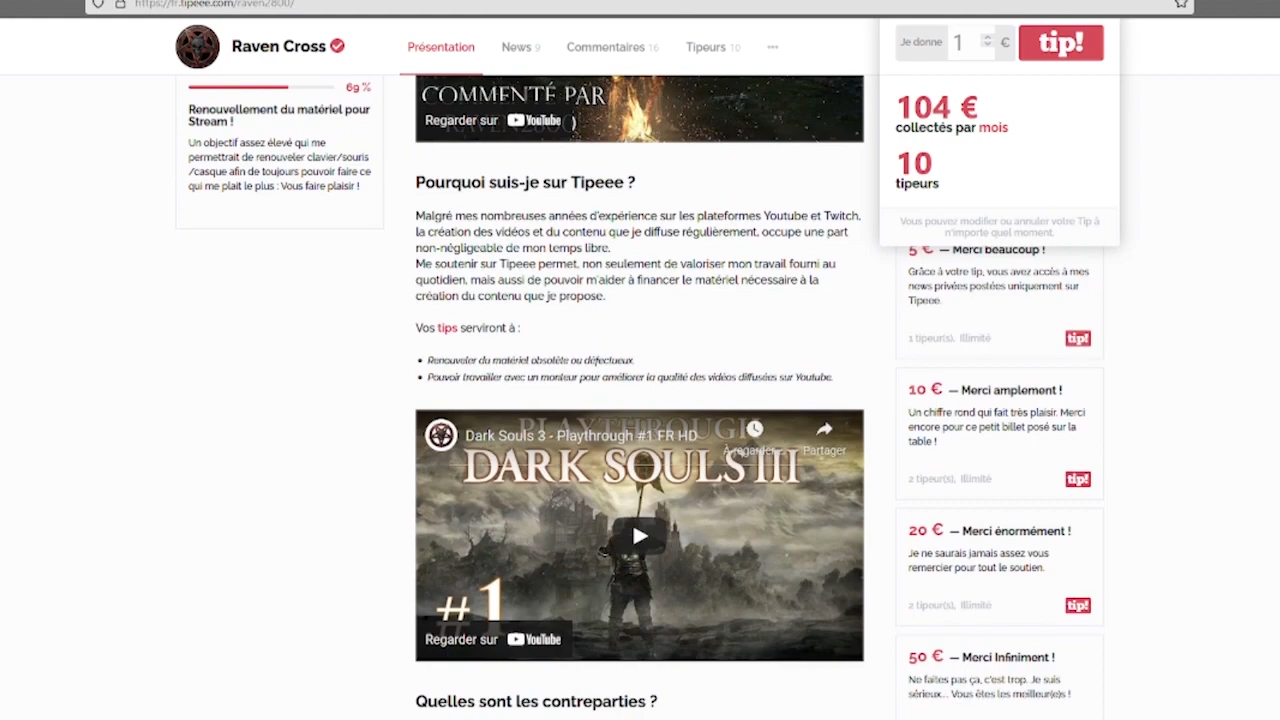 https://fr.tipeee.com/raven2800/
Raven Cross
Présentation
News 9
Commentaires 16
Tipeurs 10
Je donne
1
€
tip!
104 €
collectés par mois
10
tipeurs
Vous pouvez modifier ou annuler votre Tip à
n'importe quel moment.
69 %
Renouvellement du matériel pour
Stream !
Un objectif assez élevé qui me
permettrait de renouveler clavier/souris
/casque afin de toujours pouvoir faire ce
qui me plait le plus : Vous faire plaisir !
COMMENTÉ PAR
RAVEN2800
Regarder sur YouTube
Pourquoi suis-je sur Tipeee ?
Malgré mes nombreuses années d'expérience sur les plateformes Youtube et Twitch,
la création des vidéos et du contenu que je diffuse régulièrement, occupe une part
non-négligeable de mon temps libre.
Me soutenir sur Tipeee permet, non seulement de valoriser mon travail fourni au
quotidien, mais aussi de pouvoir m'aider à financer le matériel nécessaire à la
création du contenu que je propose.
Vos tips serviront à :
• Renouveler du matériel obsolète ou défectueux.
• Pouvoir travailler avec un monteur pour améliorer la qualité des vidéos diffusées sur Youtube.
PLAYTHROUGH
Dark Souls 3 - Playthrough #1 FR HD
À regarder...
Partager
DARK SOULS III
#1
Regarder sur YouTube
Quelles sont les contreparties ?
5 € — Merci beaucoup !
Grâce à votre tip, vous avez accès à mes
news privées postées uniquement sur
Tipeee.
1 tipeur(s), Illimité
tip!
10 € — Merci amplement !
Un chiffre rond qui fait très plaisir. Merci
encore pour ce petit billet posé sur la
table !
2 tipeur(s), Illimité
tip!
20 € — Merci énormément !
Je ne saurais jamais assez vous
remercier pour tout le soutien.
2 tipeur(s), Illimité
tip!
50 € — Merci Infiniment !
Ne faites pas ça, c'est trop. Je suis
sérieux... Vous êtes les meilleur(e)s !